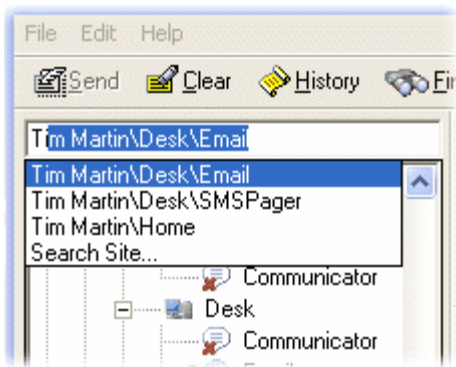 File Edit Help
Send Clear History Fi
Tim Martin\Desk\Email
Tim Martin\Desk\Email
Tim Martin\Desk\SMSPager
Tim Martin\Home
Search Site...
Communicator
Desk
Communicator